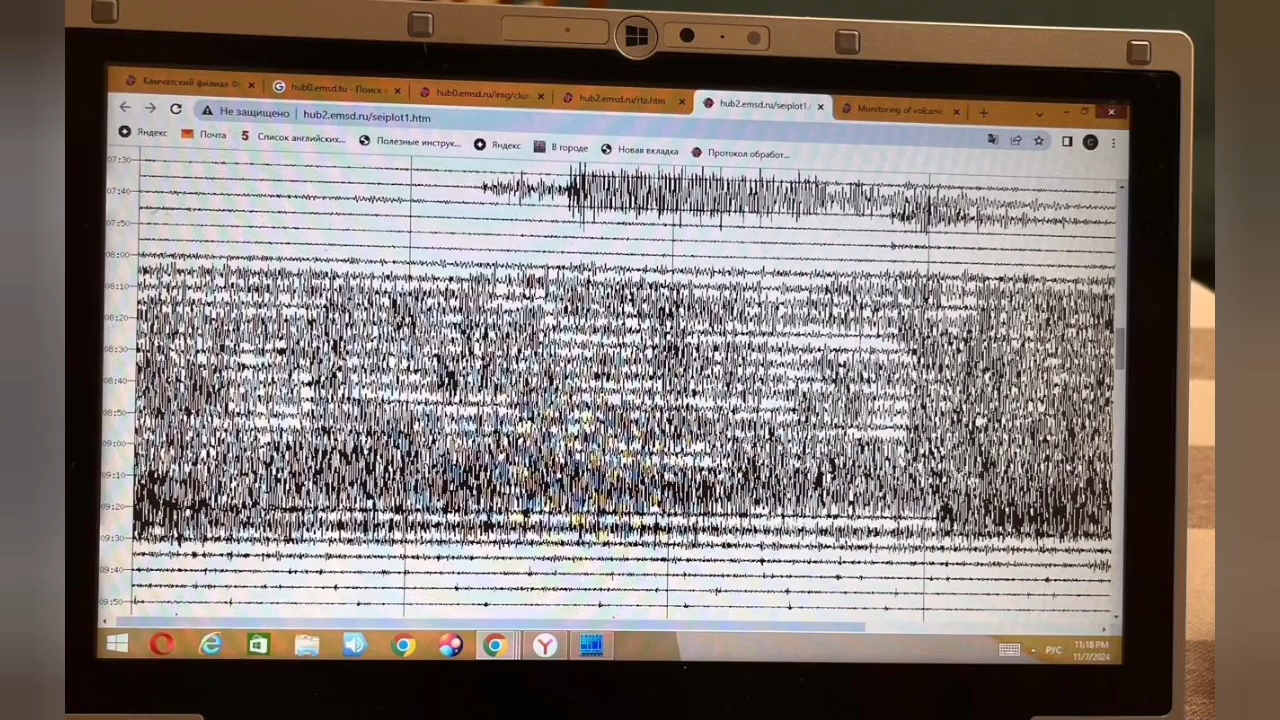 Камчатский филиал Ф
hub0.emsd.ru - Поиск
hub0.emsd.ru/img/clus
hub2.emsd.ru/rts.htm
hub2.emsd.ru/seiplot1.
Monitoring of volcanic
Не защищено
hub2.emsd.ru/seiplot1.htm
Яндекс
Почта
5 Список английских...
Полезные инструк...
Яндекс
В городе
Новая вкладка
Протокол обработ...
07:30
07:40
07:50
08:00
08:10
08:20
08:30
08:40
08:50
09:00
09:10
09:20
09:30
09:40
09:50
РУС
11:18 PM
11/7/2024